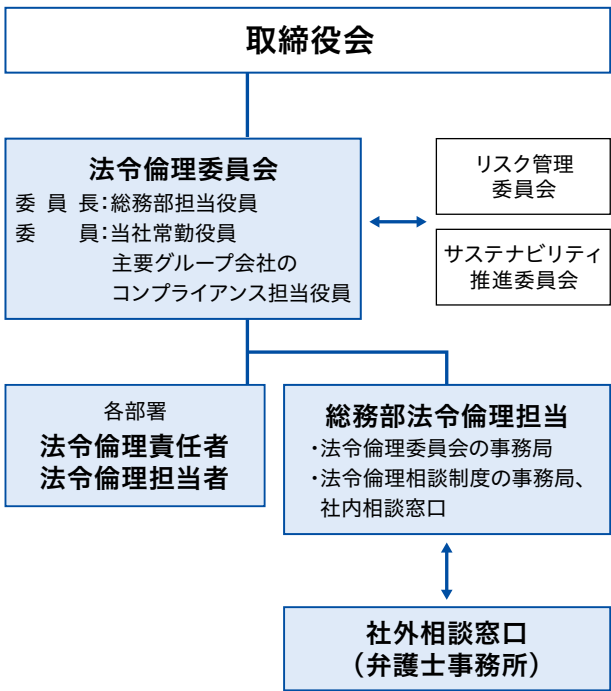 取締役会
法令倫理委員会
委員長:総務部担当役員
委員:当社常勤役員
主要グループ会社の
コンプライアンス担当役員
リスク管理
委員会
サステナビリティ
推進委員会
各部署
法令倫理責任者
法令倫理担当者
総務部法令倫理担当
・法令倫理委員会の事務局
・法令倫理相談制度の事務局、
社内相談窓口
社外相談窓口
（弁護士事務所）